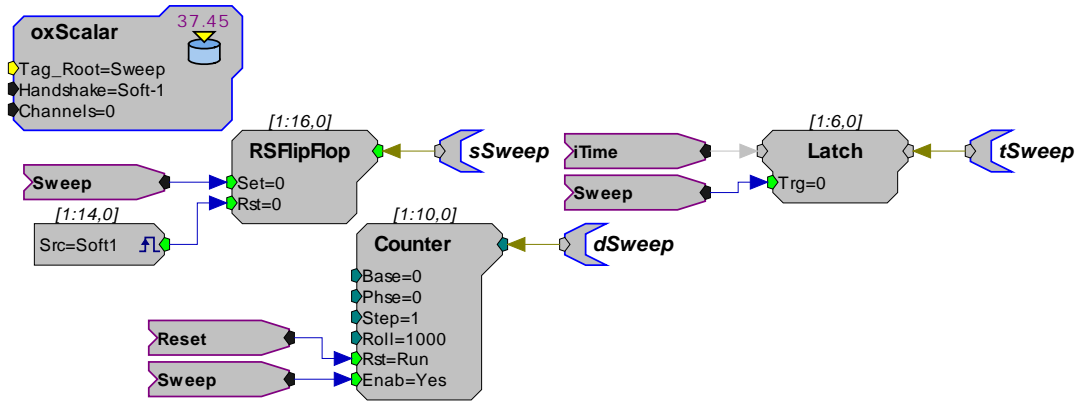 oxScalar
37.45
Tag_Root=Sweep
Handshake=Soft-1
Channels=0
[1:16,0]
RSFlipFlop
Set=0
Rst=0
sSweep
Sweep
[1:14,0]
Src=Soft1
[1:6,0]
iTime
Latch
tSweep
Sweep
Trg=0
[1:10,0]
Counter
dSweep
Base=0
Phse=0
Step=1
Roll=1000
Reset
Rst=Run
Sweep
Enab=Yes